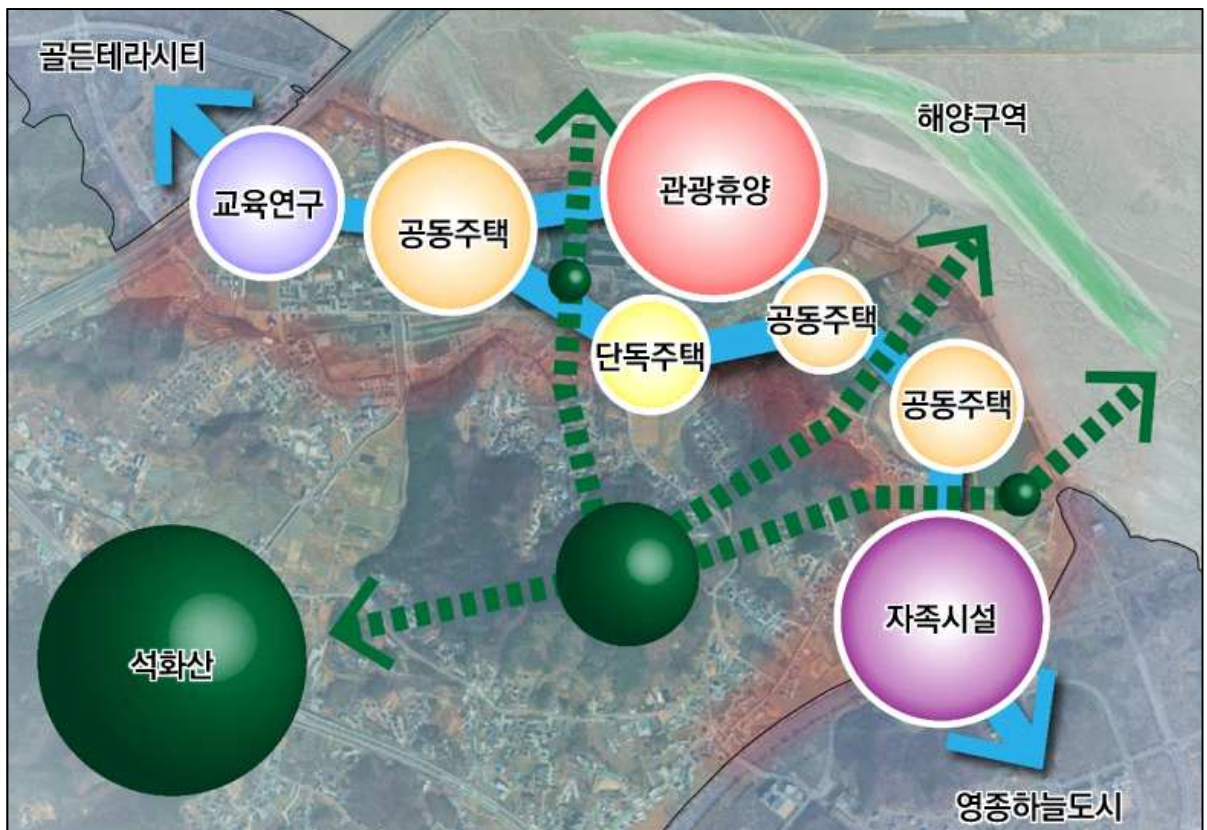 골든테라시티
해양구역
교육연구
관광휴양
공동주택
공동주택
단독주택
공동주택
자족시설
석화산
영종하늘도시